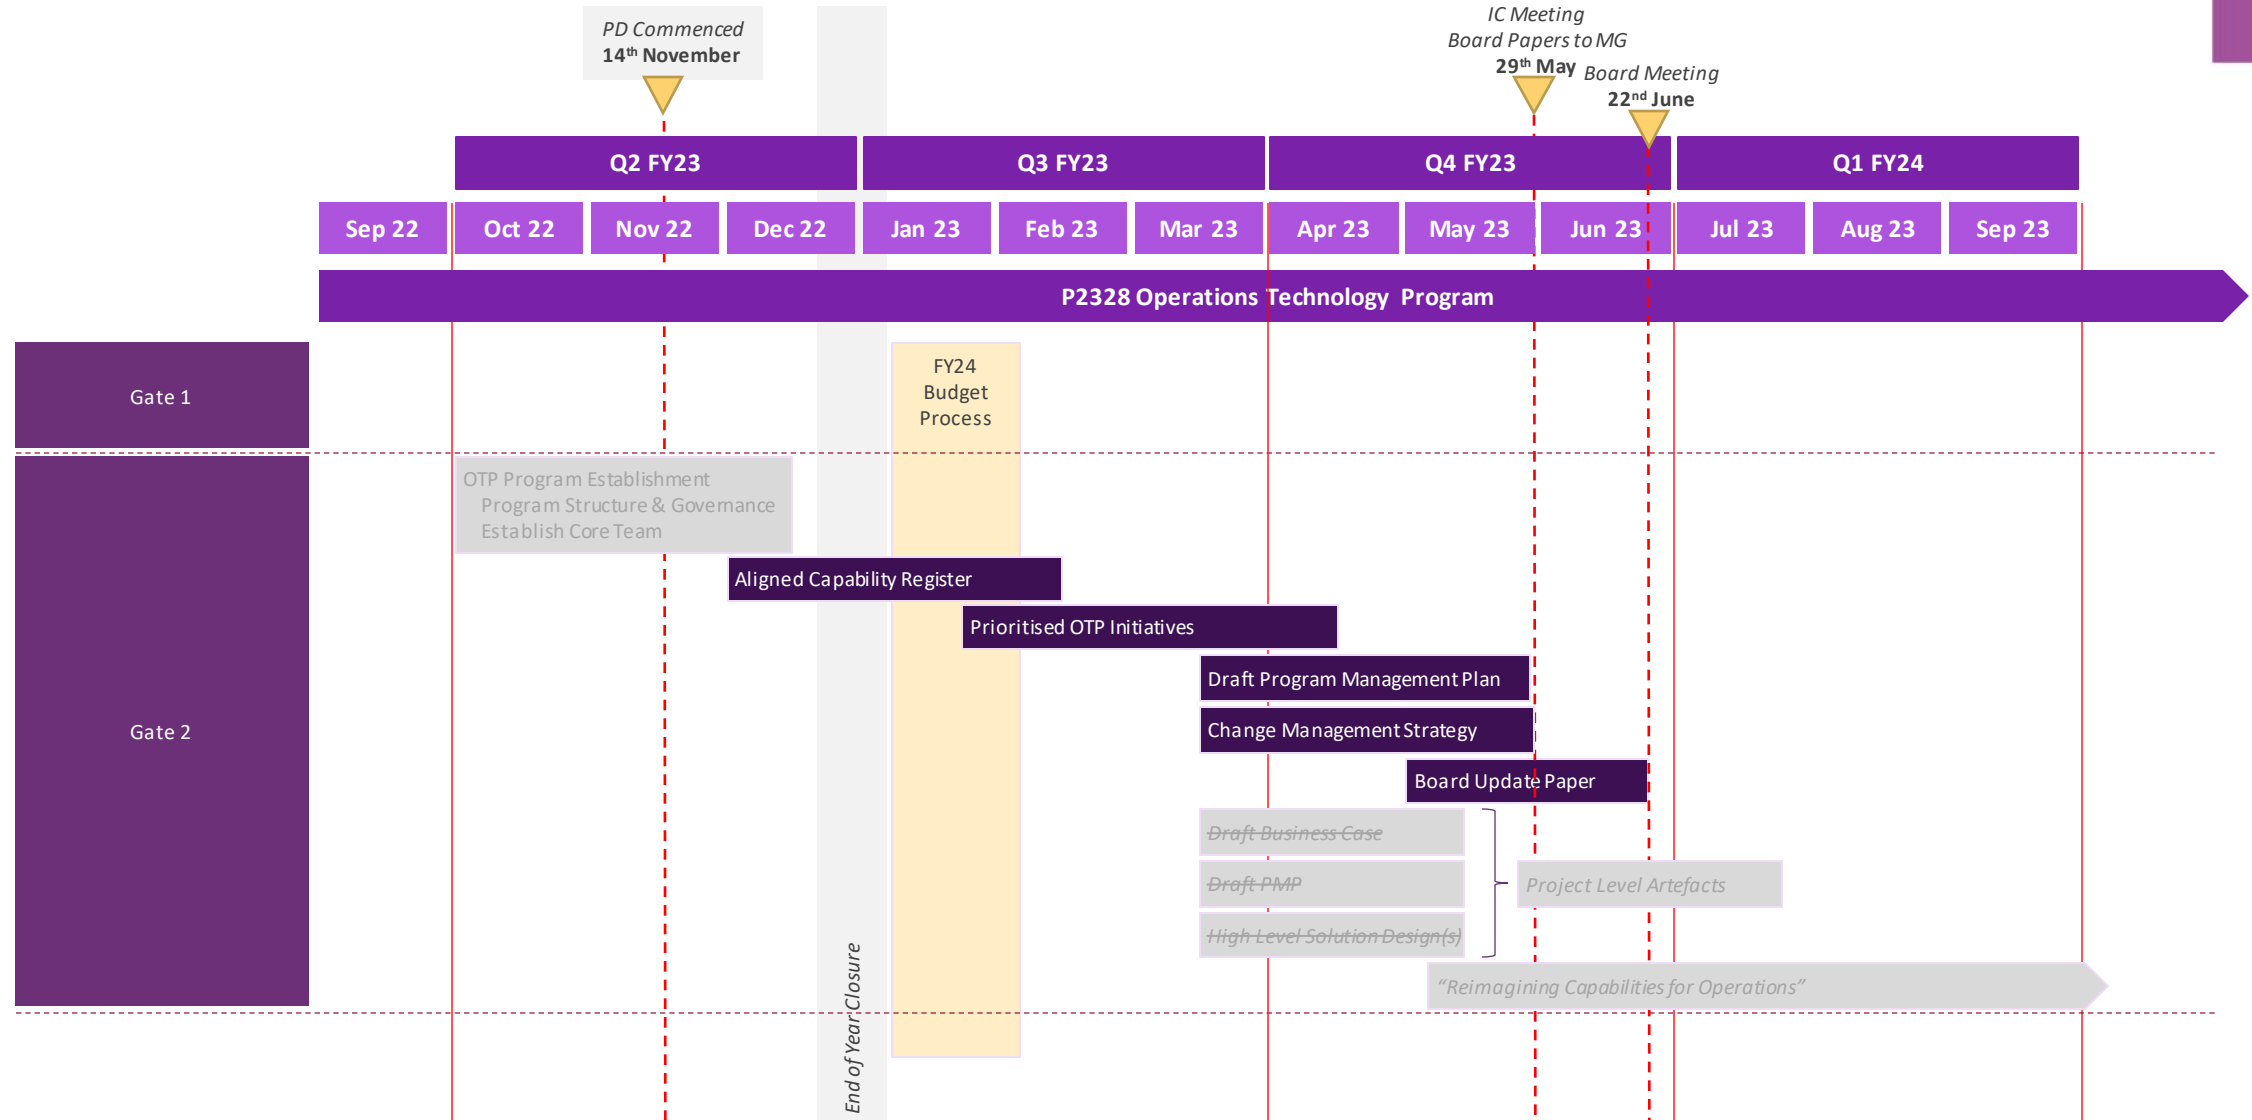 PD Commenced
14th November
IC Meeting
Board Papers to MG
29th May
Board Meeting
22nd June
Q2 FY23
Q3 FY23
Q4 FY23
Q1 FY24
Sep 22
Oct 22
Nov 22
Dec 22
Jan 23
Feb 23
Mar 23
Apr 23
May 23
Jun 23
Jul 23
Aug 23
Sep 23
P2328 Operations Technology Program
Gate 1
FY24
Budget
Process
Gate 2
OTP Program Establishment
Program Structure & Governance
Establish Core Team
Aligned Capability Register
Prioritised OTP Initiatives
Draft Program Management Plan
Change Management Strategy
Board Update Paper
Draft Business Case
Draft PMP
Project Level Artefacts
High Level Solution Design(s)
“Reimagining Capabilities for Operations”
End of Year Closure